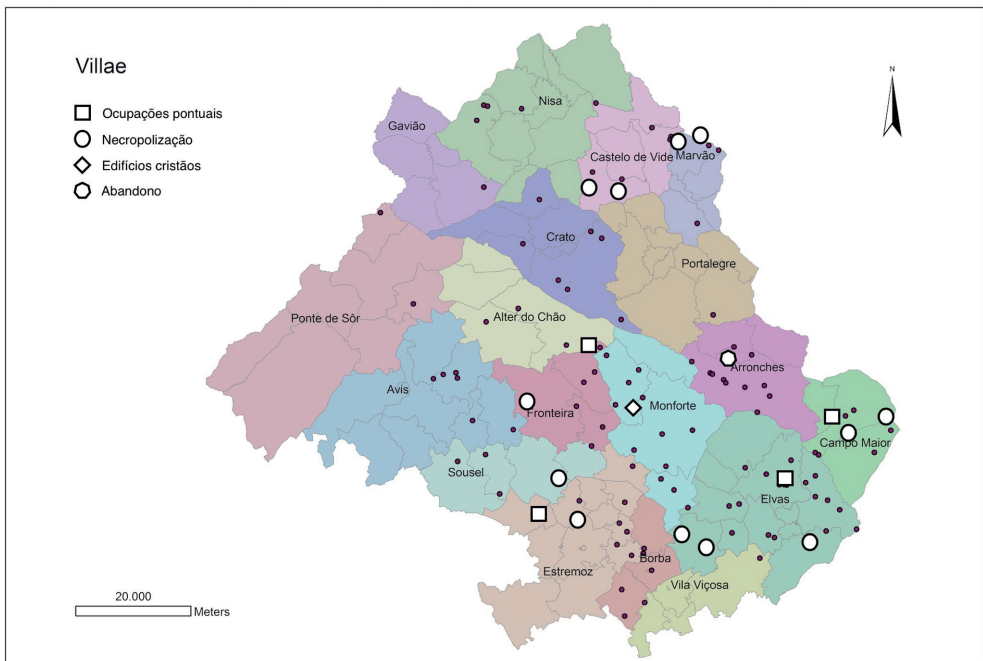 Villae
N
Ocupações pontuais
Necropolização
Edifícios cristãos
Abandono
Nisa
Gavião
Castelo de Vide
Marvão
Crato
Portalegre
Ponte de Sôr
Alter do Chão
Arronches
Avis
Fronteira
Monforte
Campo Maior
Sousel
Elvas
Estremoz
Borba
Vila Viçosa
20.000
Meters